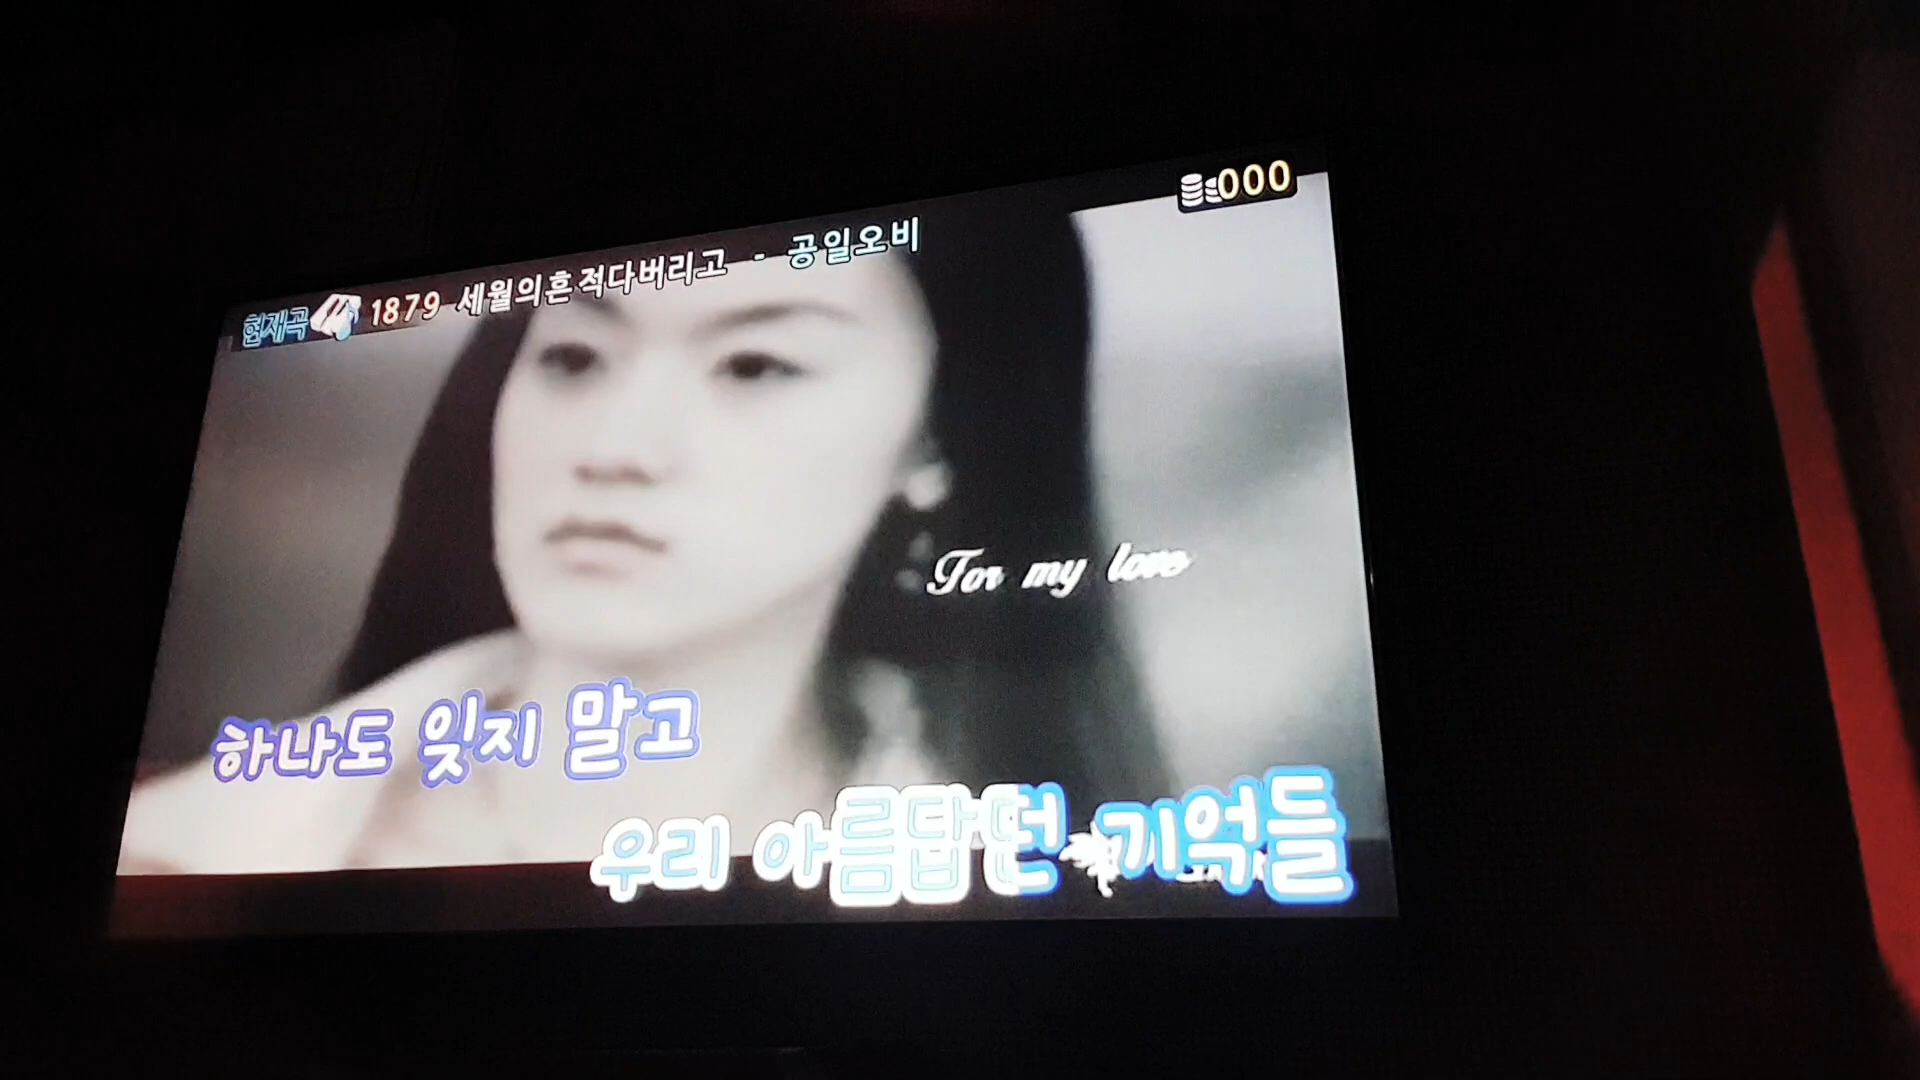 000
현재곡 1879 세월의흔적다버리고 - 공일오비
For my love
하나도 잊지 말고
우리 아름답던 기억들